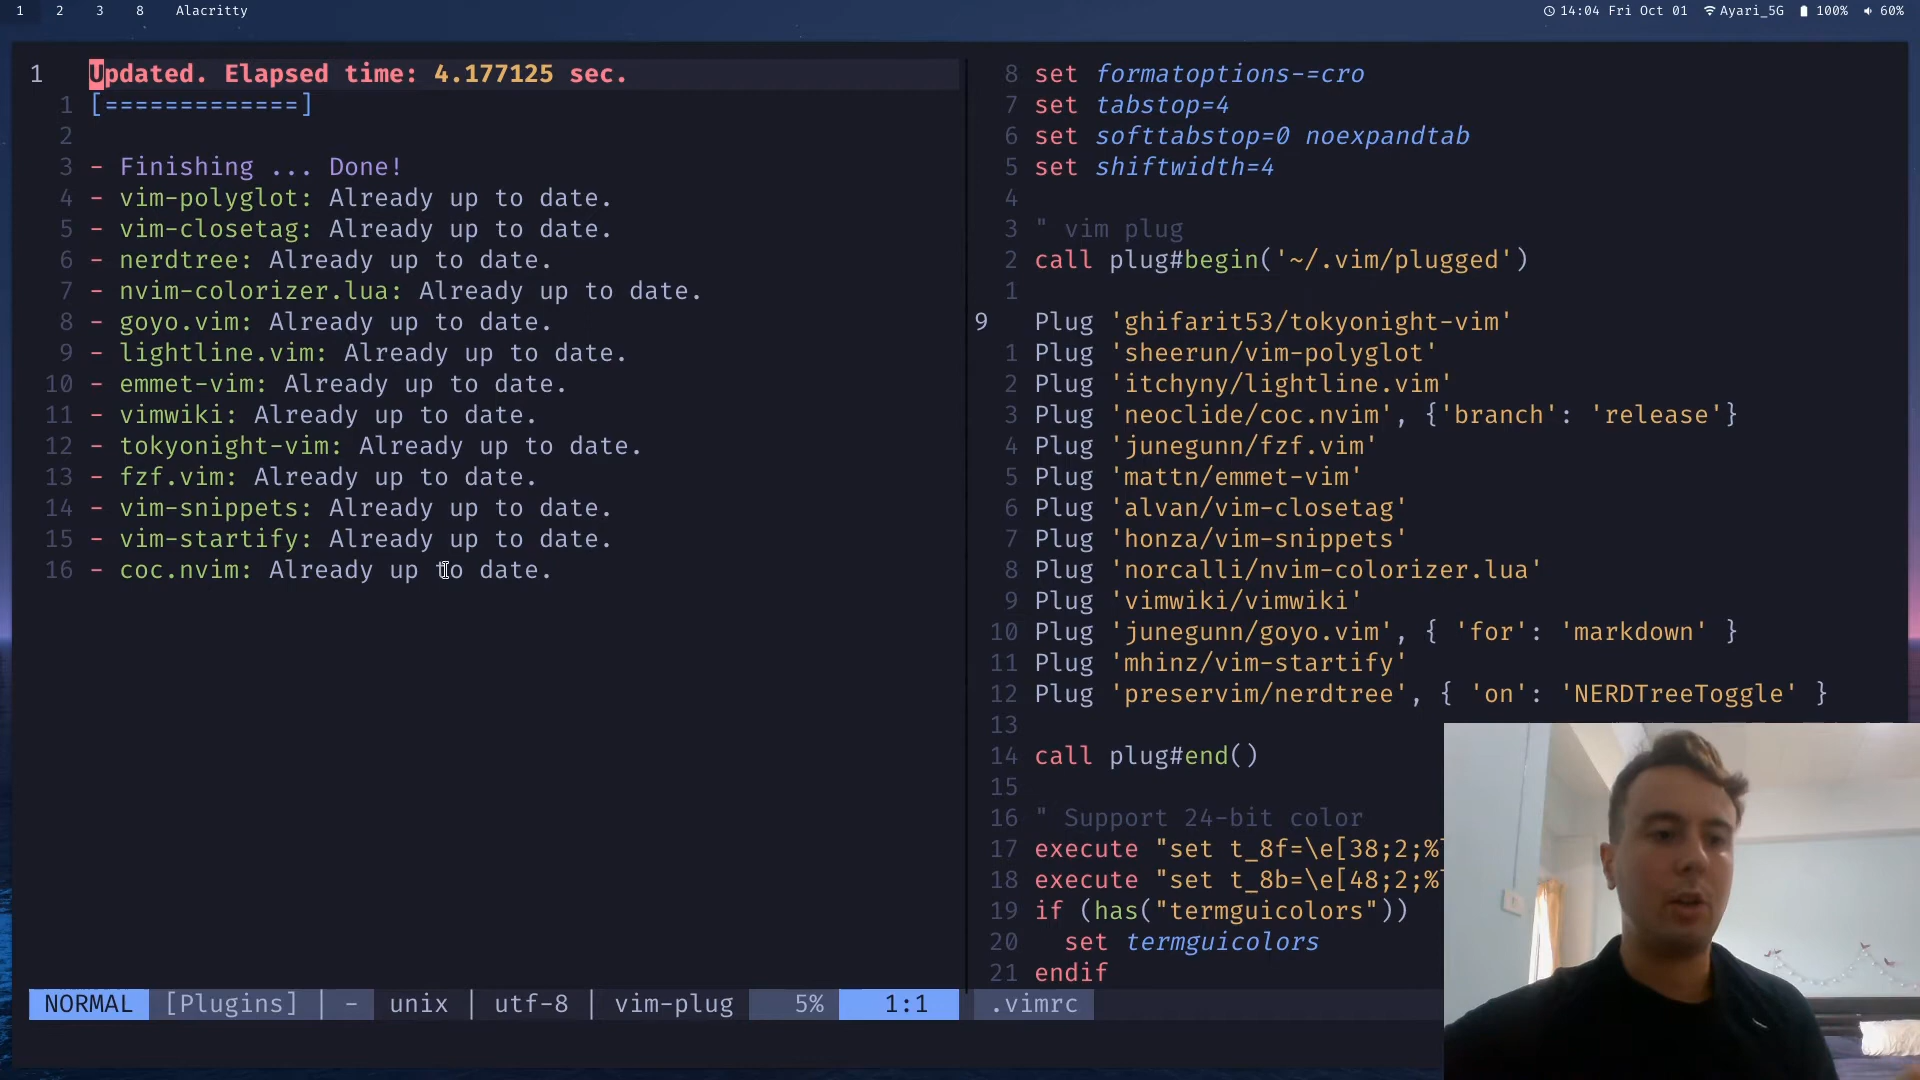 1 2 3 8 Alacritty
14:04 Fri Oct 01 Ayari_5G 100% 60%
1 Updated. Elapsed time: 4.177125 sec.
1 [=============]
2
3 - Finishing ... Done!
4 - vim-polyglot: Already up to date.
5 - vim-closetag: Already up to date.
6 - nerdtree: Already up to date.
7 - nvim-colorizer.lua: Already up to date.
8 - goyo.vim: Already up to date.
9 - lightline.vim: Already up to date.
10 - emmet-vim: Already up to date.
11 - vimwiki: Already up to date.
12 - tokyonight-vim: Already up to date.
13 - fzf.vim: Already up to date.
14 - vim-snippets: Already up to date.
15 - vim-startify: Already up to date.
16 - coc.nvim: Already up to date.
NORMAL [Plugins] | - unix | utf-8 | vim-plug 5% 1:1
8 set formatoptions-=cro
7 set tabstop=4
6 set softtabstop=0 noexpandtab
5 set shiftwidth=4
4
3 " vim plug
2 call plug#begin('~/.vim/plugged')
1
9 Plug 'ghifarit53/tokyonight-vim'
1 Plug 'sheerun/vim-polyglot'
2 Plug 'itchyny/lightline.vim'
3 Plug 'neoclide/coc.nvim', {'branch': 'release'}
4 Plug 'junegunn/fzf.vim'
5 Plug 'mattn/emmet-vim'
6 Plug 'alvan/vim-closetag'
7 Plug 'honza/vim-snippets'
8 Plug 'norcalli/nvim-colorizer.lua'
9 Plug 'vimwiki/vimwiki'
10 Plug 'junegunn/goyo.vim', { 'for': 'markdown' }
11 Plug 'mhinz/vim-startify'
12 Plug 'preservim/nerdtree', { 'on': 'NERDTreeToggle' }
13
14 call plug#end()
15
16 " Support 24-bit color
17 execute "set t_8f=\e[38;2;%
18 execute "set t_8b=\e[48;2;%
19 if (has("termguicolors"))
20 set termguicolors
21 endif
.vimrc